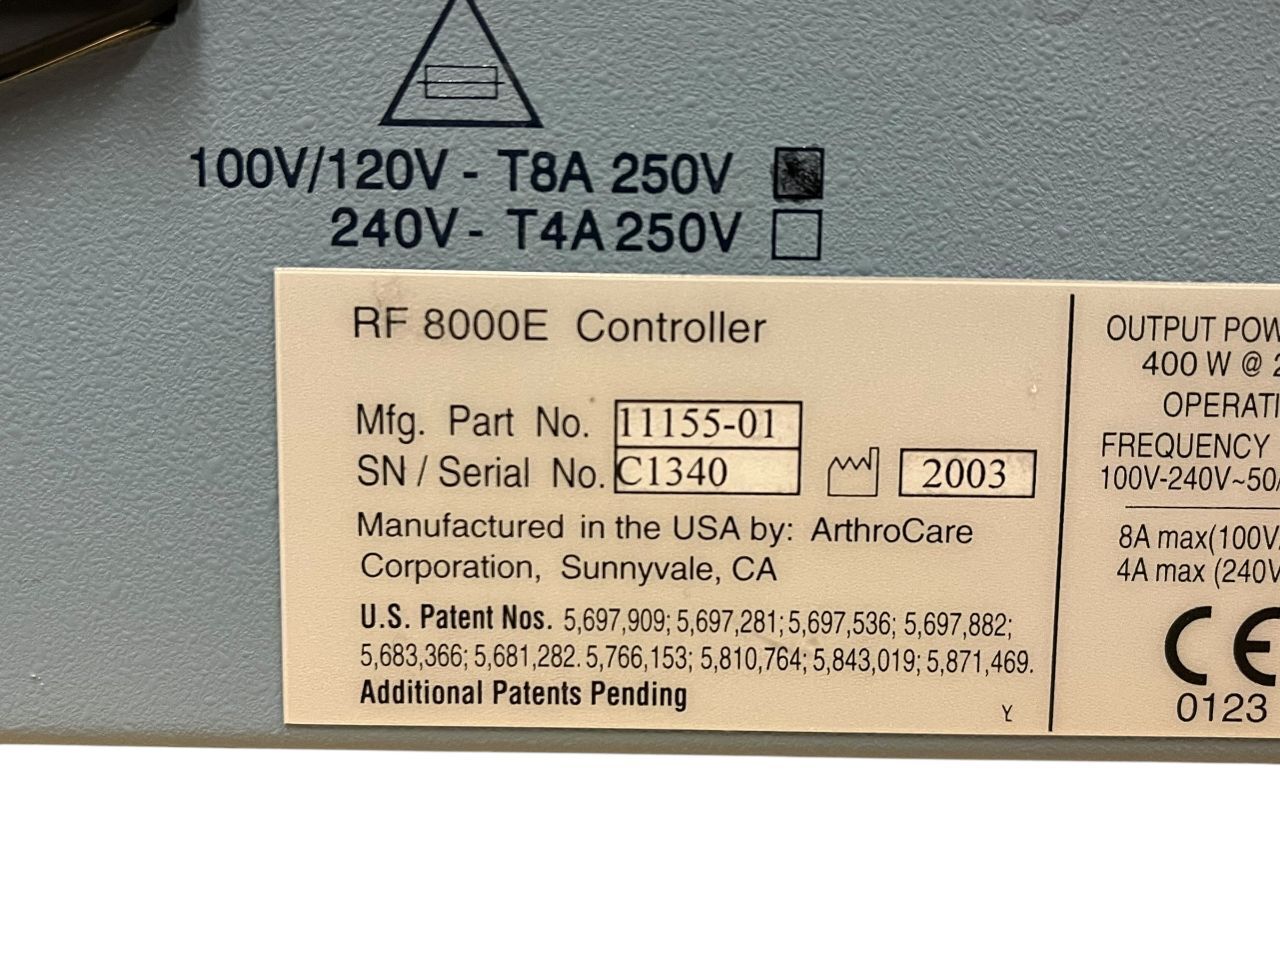 100V/120V - T8A 250V
240V - T4A 250V
RF 8000E Controller
Mfg. Part No. 11155-01
SN / Serial No. C1340 2003
Manufactured in the USA by: ArthroCare
Corporation, Sunnyvale, CA
U.S. Patent Nos. 5,697,909; 5,697,281; 5,697,536; 5,697,882;
5,683,366; 5,681,282. 5,766,153; 5,810,764; 5,843,019; 5,871,469.
Additional Patents Pending
Y
OUTPUT POW
400 W @ 2
OPERATI
FREQUENCY
100V-240V~50/
8A max(100V/
4A max (240V
CE
0123